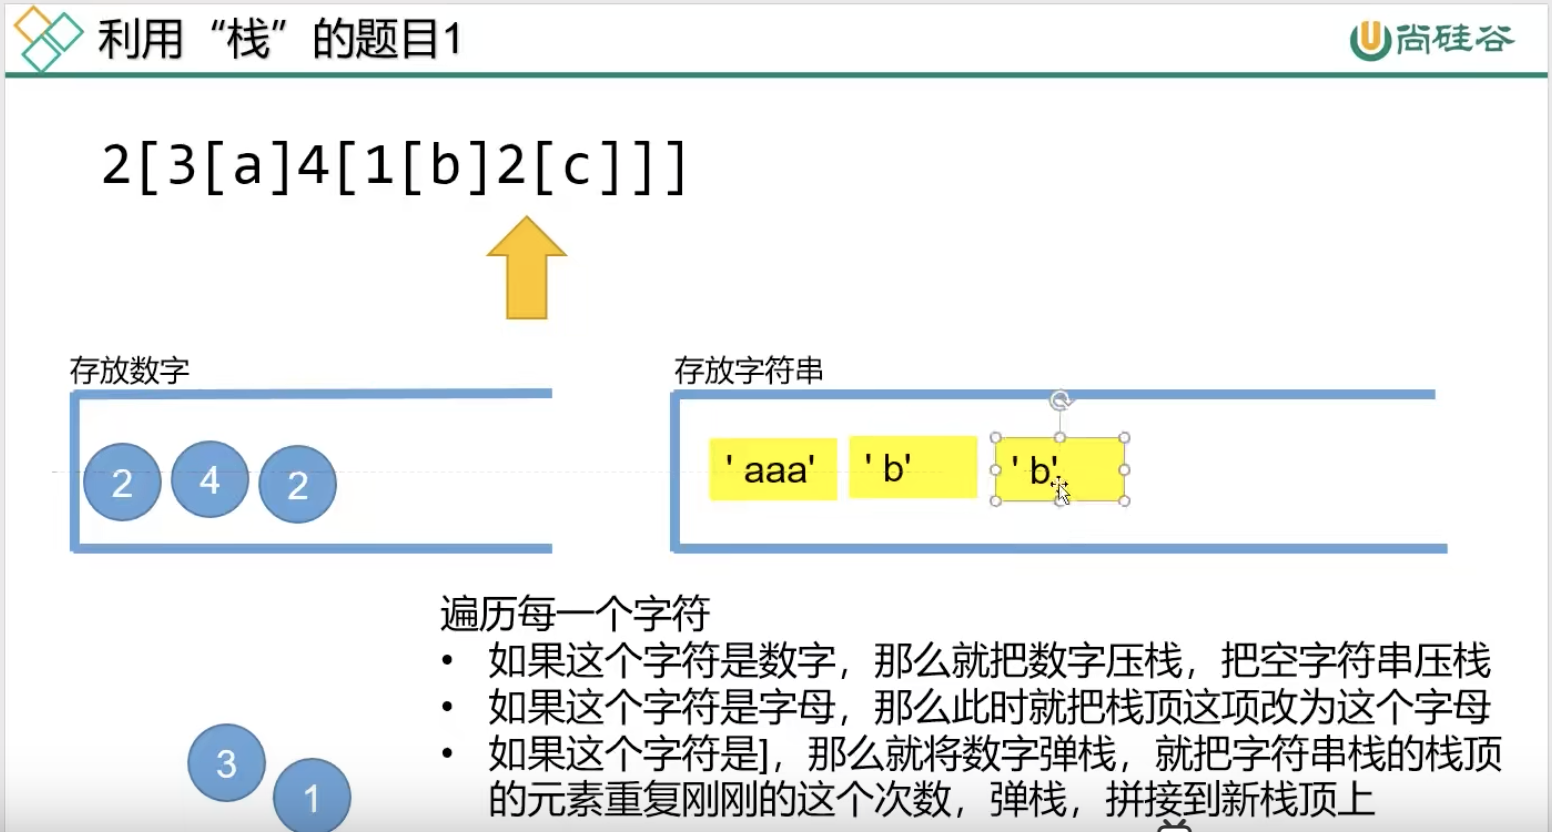 利用“栈”的题目1
尚硅谷
2[3[a]4[1[b]2[c]]]
存放数字
存放字符串
2 4 2
'aaa' 'b' 'b'
遍历每一个字符
• 如果这个字符是数字，那么就把数字压栈，把空字符串压栈
• 如果这个字符是字母，那么此时就把栈顶这项改为这个字母
• 如果这个字符是]，那么就将数字弹栈，就把字符串栈的栈顶
的元素重复刚刚的这个次数，弹栈，拼接到新栈顶上
3
1